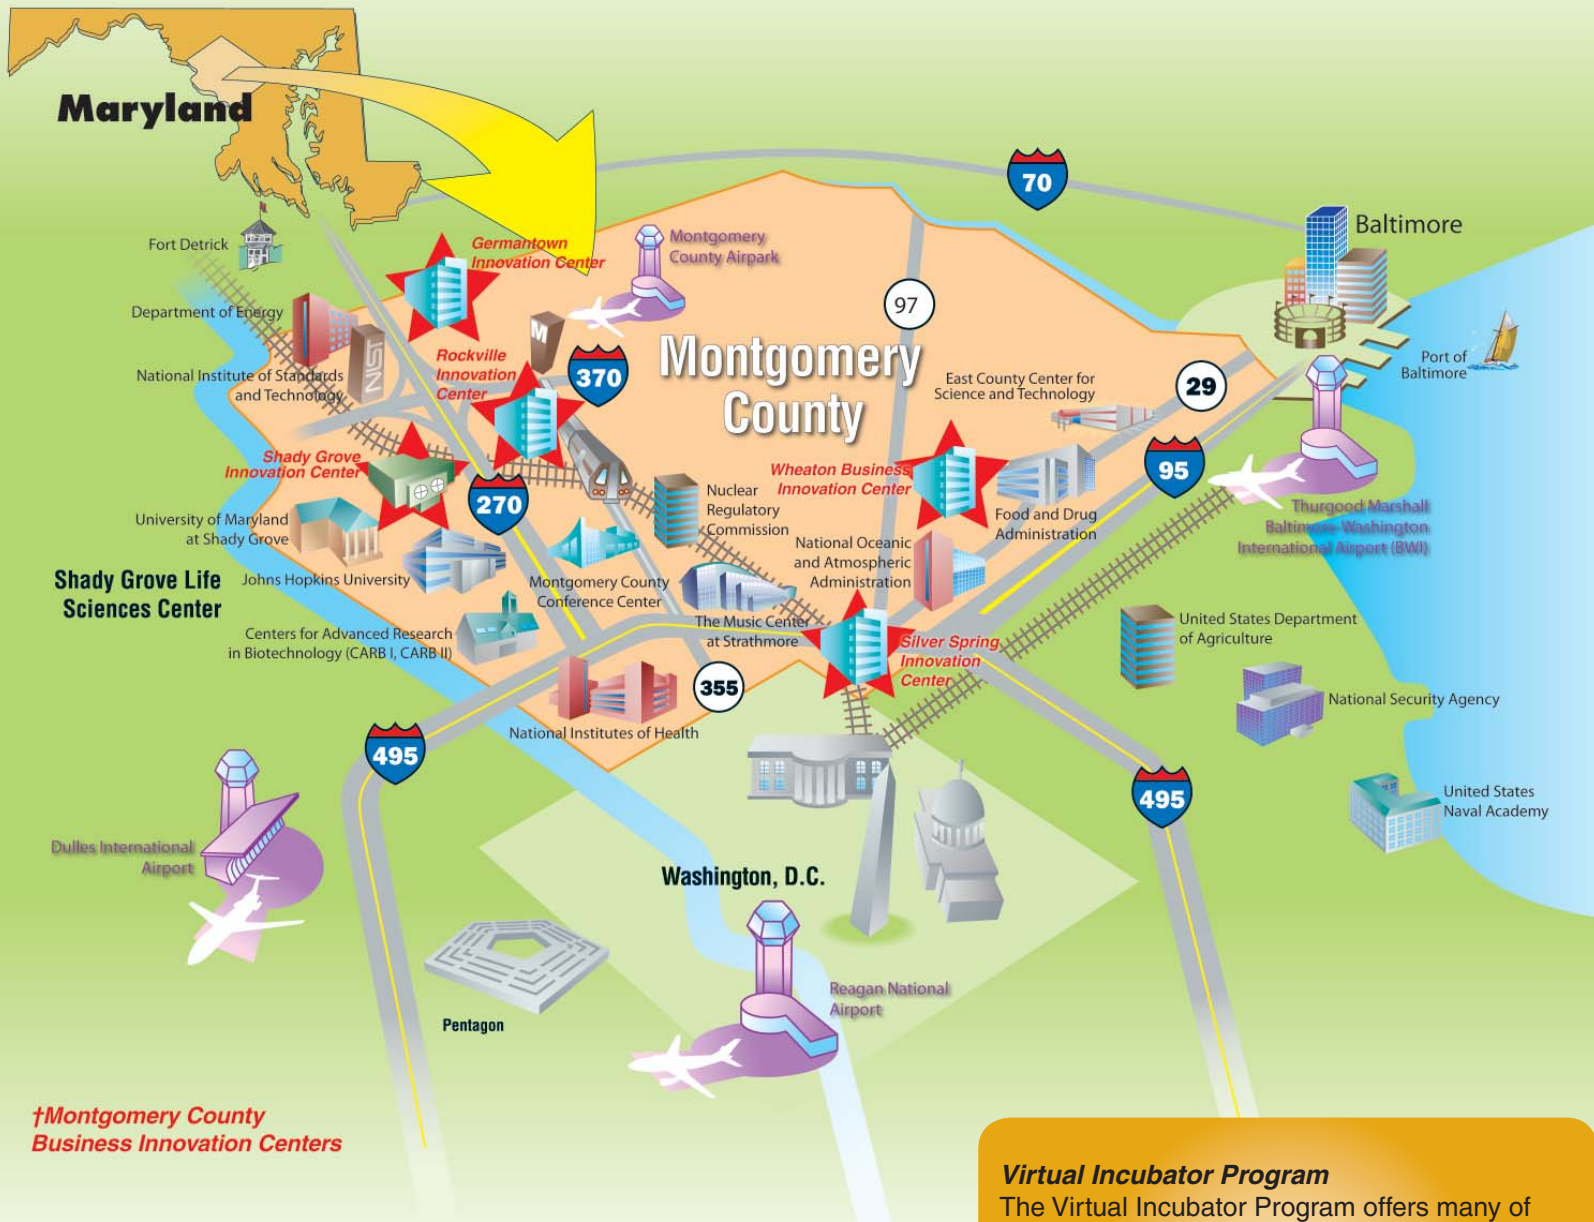 Maryland
70
Baltimore
Fort Detrick
Germantown
Innovation Center
Montgomery
County Airpark
97
Department of Energy
M
Rockville
Innovation
Center
370
Montgomery
County
Port of
Baltimore
National Institute of Standards
and Technology
NIST
East County Center for
Science and Technology
29
Shady Grove
Innovation Center
270
Wheaton Business
Innovation Center
95
Nuclear
Regulatory
Commission
Food and Drug
Administration
Thurgood Marshall
Baltimore-Washington
International Airport (BWI)
University of Maryland
at Shady Grove
National Oceanic
and Atmospheric
Administration
Shady Grove Life
Sciences Center
Johns Hopkins University
Montgomery County
Conference Center
The Music Center
at Strathmore
United States Department
of Agriculture
Centers for Advanced Research
in Biotechnology (CARB I, CARB II)
Silver Spring
Innovation
Center
355
National Security Agency
National Institutes of Health
495
495
United States
Naval Academy
Dulles International
Airport
Washington, D.C.
Reagan National
Airport
Pentagon
†Montgomery County
Business Innovation Centers
Virtual Incubator Program
The Virtual Incubator Program offers many of